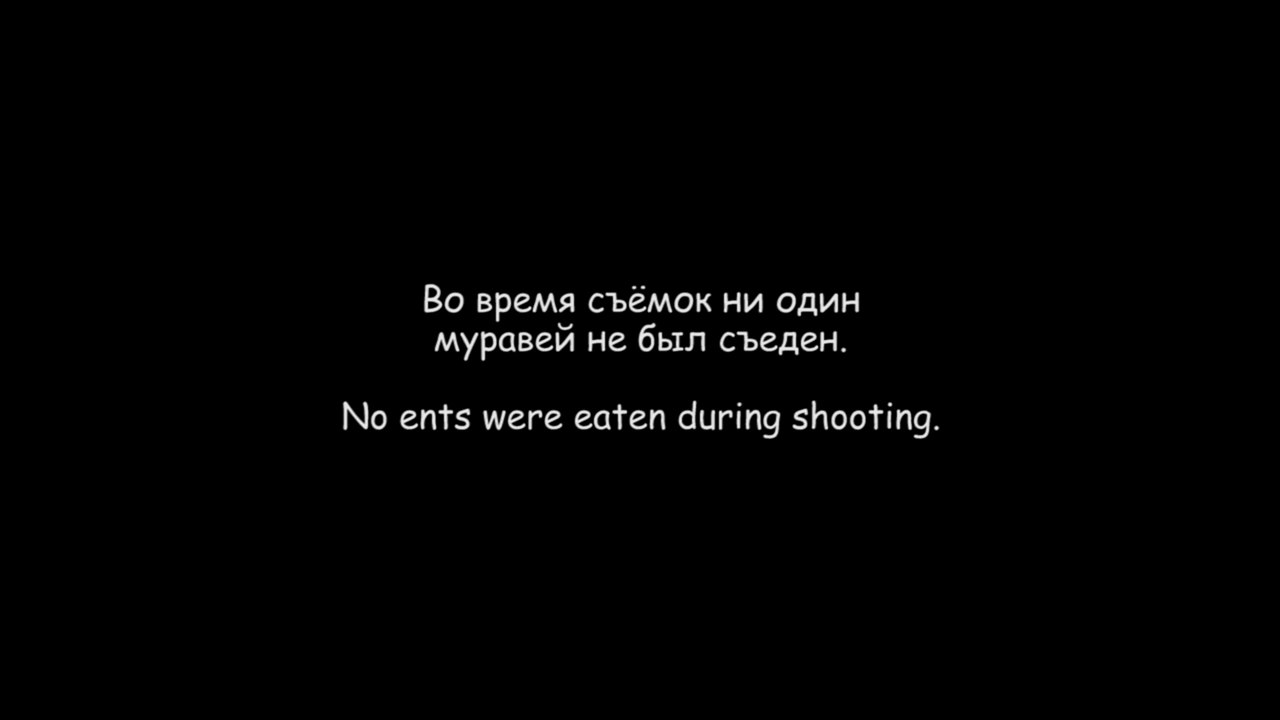 Во время съёмок ни один
муравей не был съеден.
No ents were eaten during shooting.